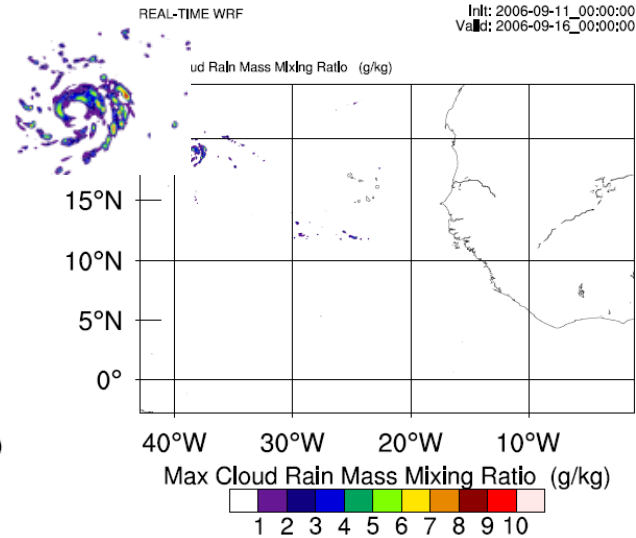 REAL-TIME WRF
Init: 2006-09-11_00:00:00
Valid: 2006-09-16_00:00:00
ud Rain Mass Mixing Ratio (g/kg)
15°N
10°N
5°N
0°
40°W 30°W 20°W 10°W
Max Cloud Rain Mass Mixing Ratio (g/kg)
1 2 3 4 5 6 7 8 9 10